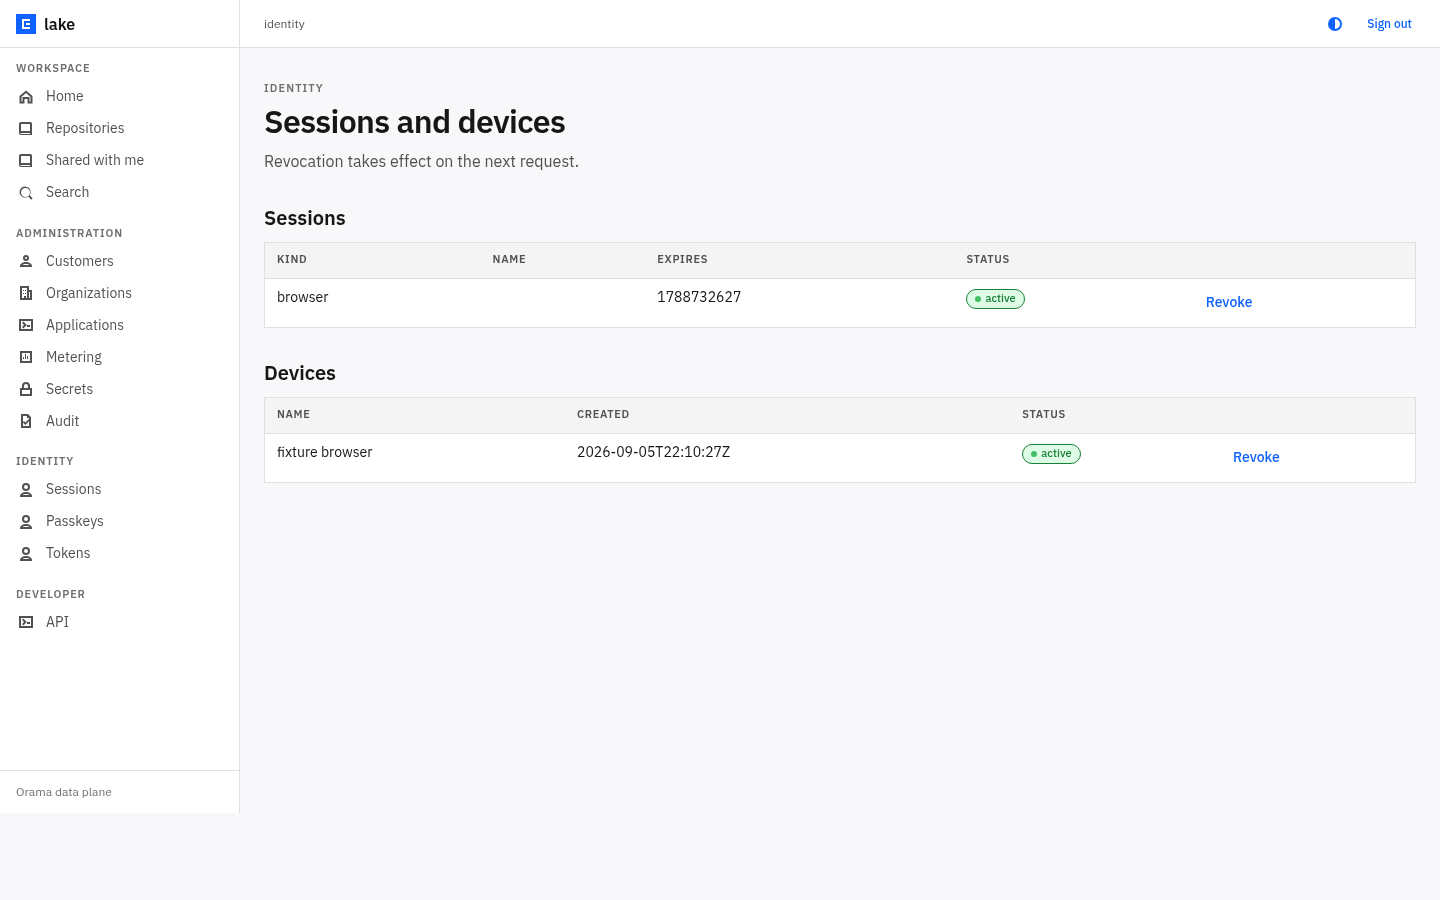 lake
identity
Sign out
WORKSPACE
Home
Repositories
Shared with me
Search
ADMINISTRATION
Customers
Organizations
Applications
Metering
Secrets
Audit
IDENTITY
Sessions
Passkeys
Tokens
DEVELOPER
API
Orama data plane
IDENTITY
Sessions and devices
Revocation takes effect on the next request.
Sessions
KIND NAME EXPIRES STATUS
browser 1788732627 active Revoke
Devices
NAME CREATED STATUS
fixture browser 2026-09-05T22:10:27Z active Revoke